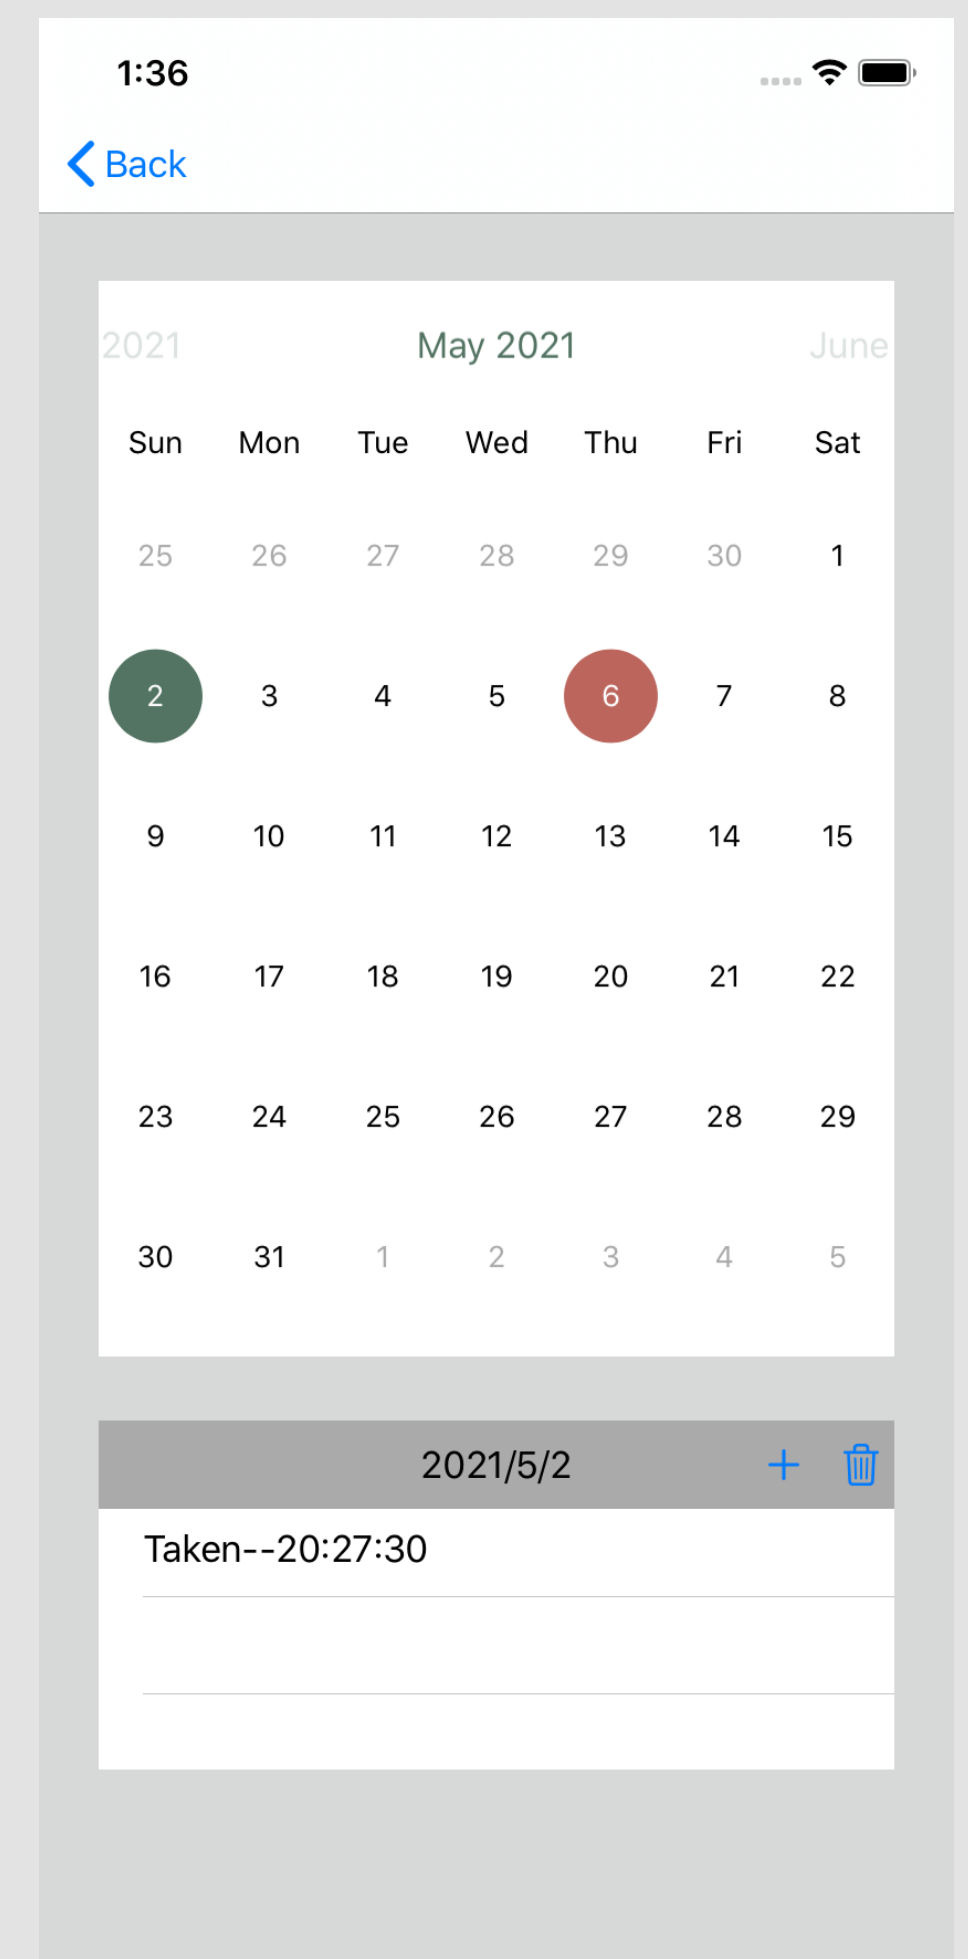 1:36
Back
2021 May 2021 June
Sun Mon Tue Wed Thu Fri Sat
25 26 27 28 29 30 1
2 3 4 5 6 7 8
9 10 11 12 13 14 15
16 17 18 19 20 21 22
23 24 25 26 27 28 29
30 31 1 2 3 4 5
2021/5/2
Taken--20:27:30